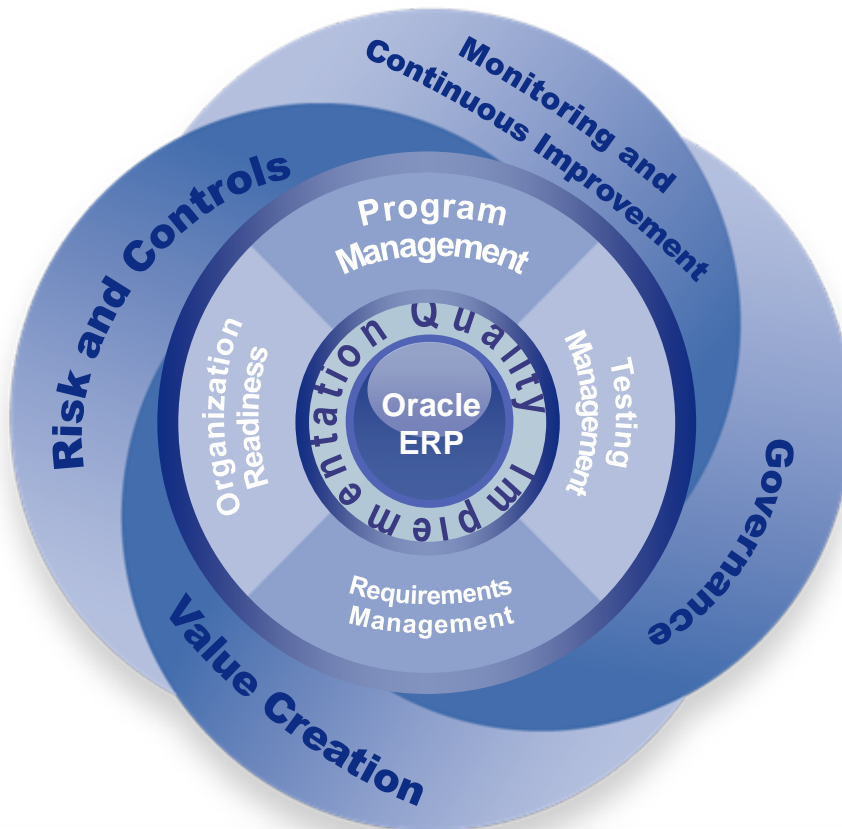 Monitoring and
Continuous Improvement
Risk and Controls
Governance
Value Creation
Program
Management
Testing
Management
Requirements
Management
Organization
Readiness
Implementation Quality
Oracle
ERP